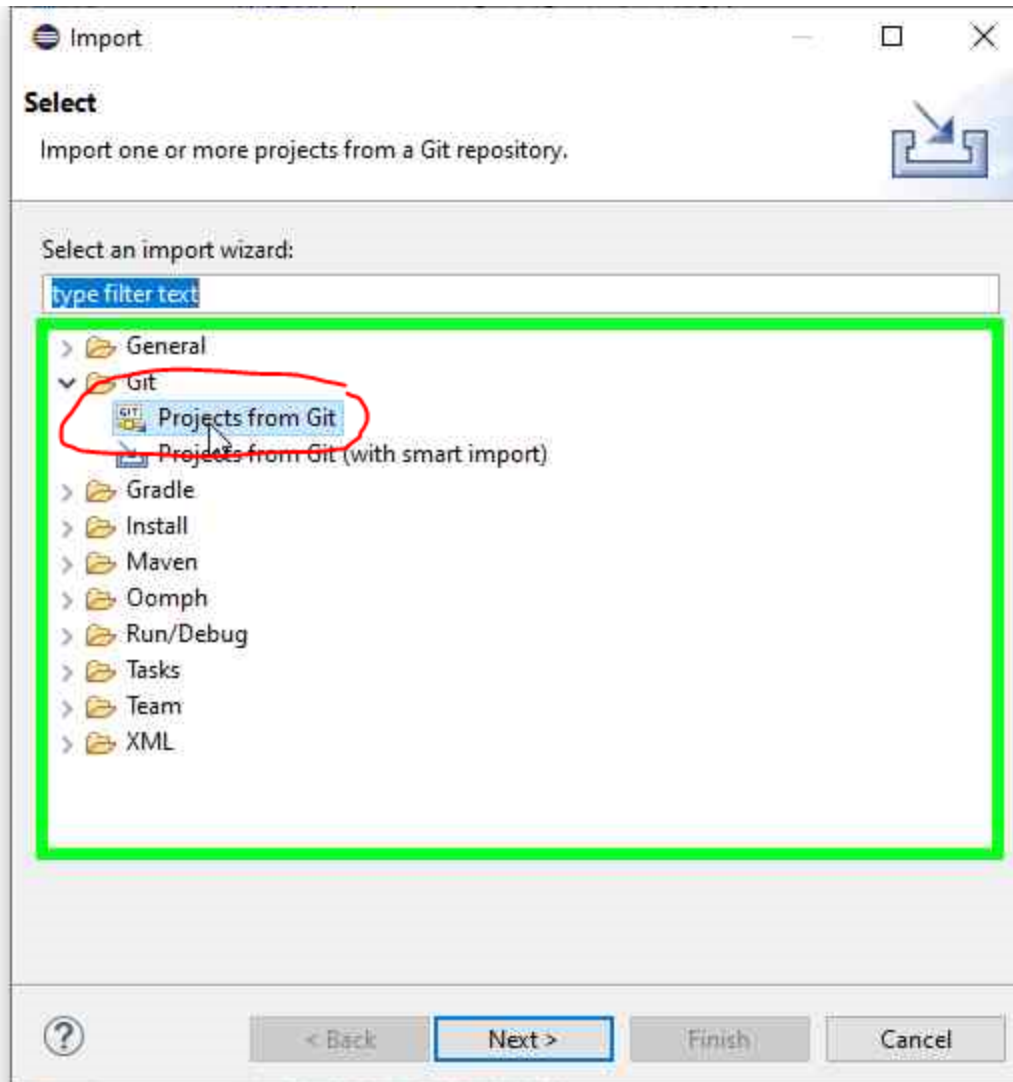 Import
Select
Import one or more projects from a Git repository.
Select an import wizard:
type filter text
General
Git
Projects from Git
Projects from Git (with smart import)
Gradle
Install
Maven
Oomph
Run/Debug
Tasks
Team
XML
? < Back Next > Finish Cancel